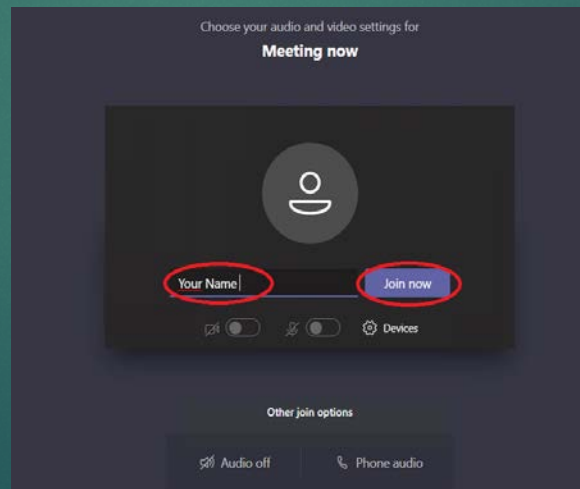 Choose your audio and video settings for
Meeting now
Your Name
Join now
Devices
Other join options
Audio off
Phone audio